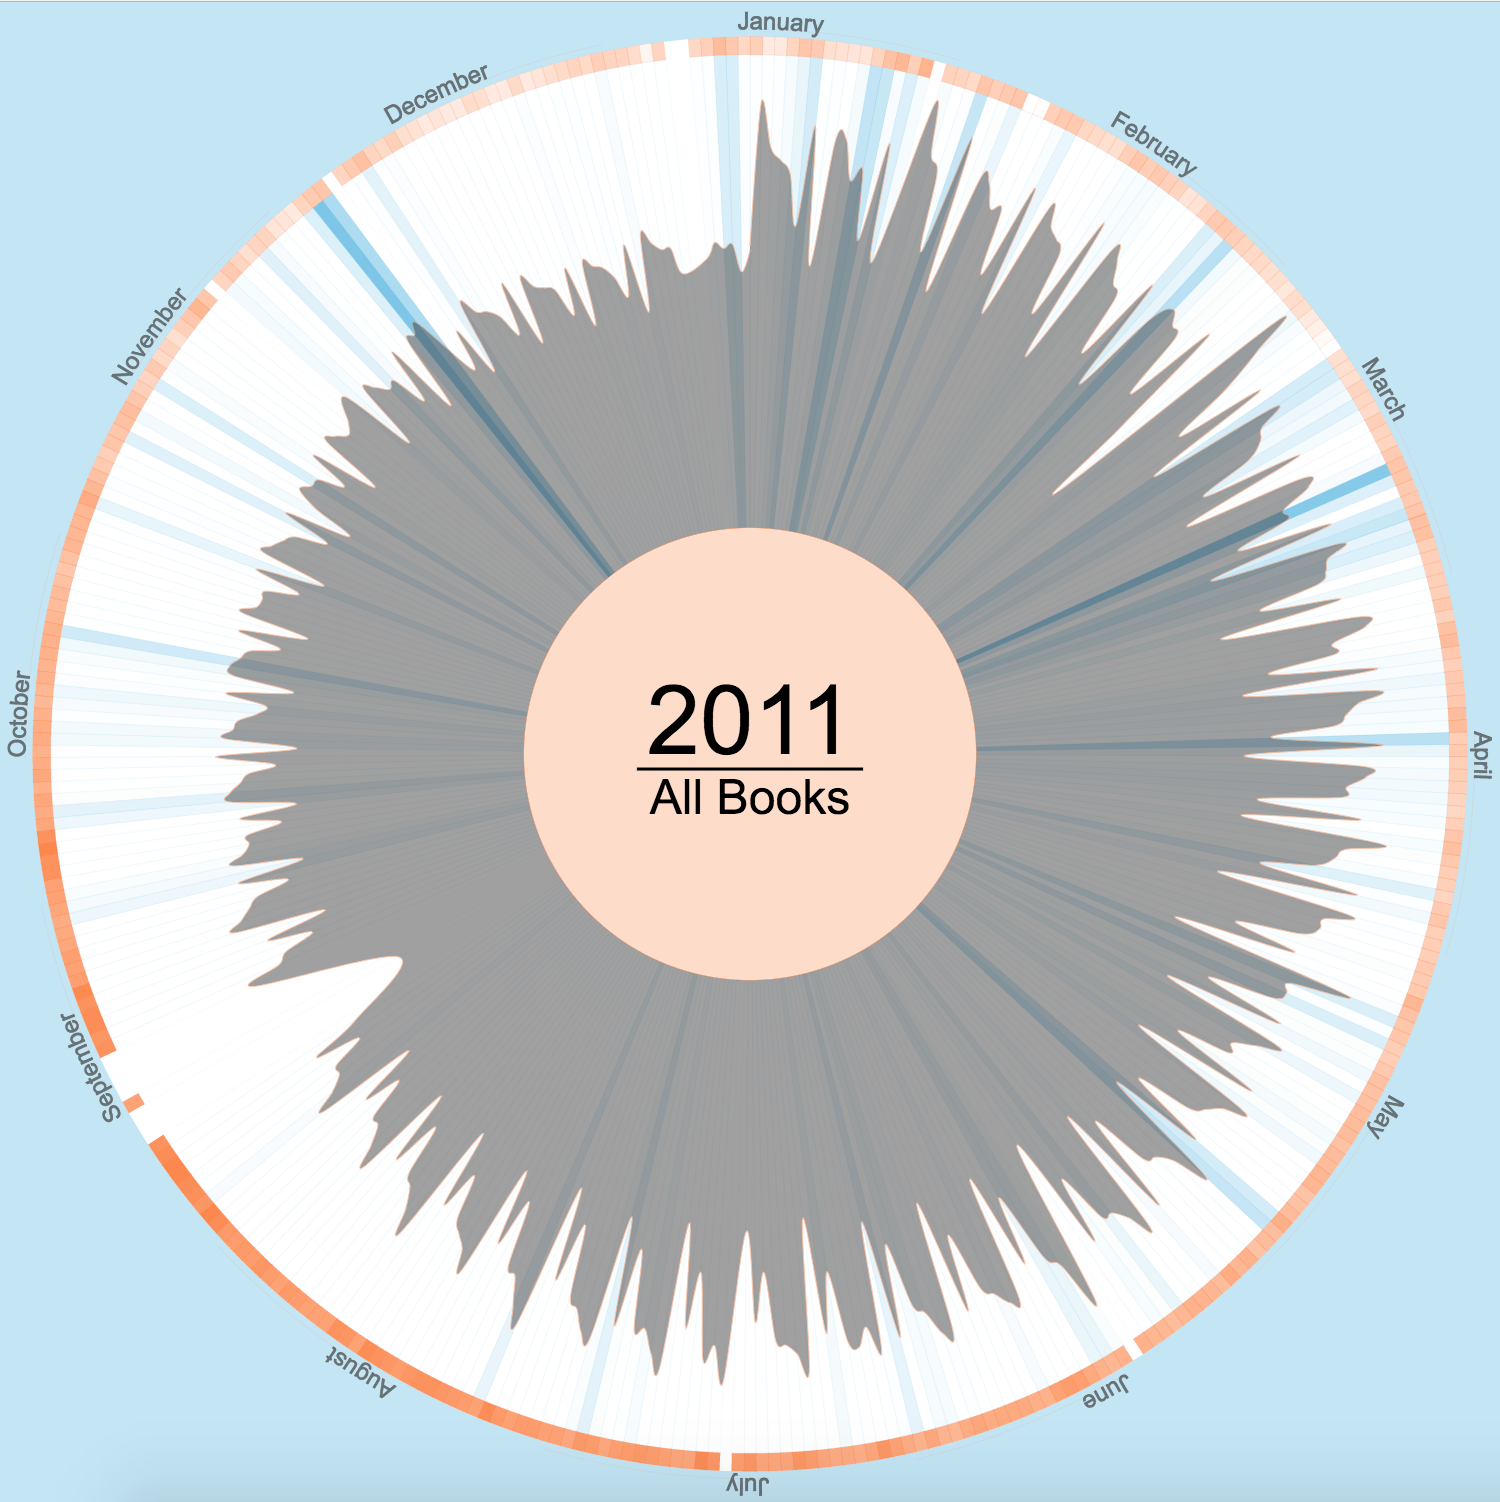 January
February
March
April
May
June
July
August
September
October
November
December
2011
All Books